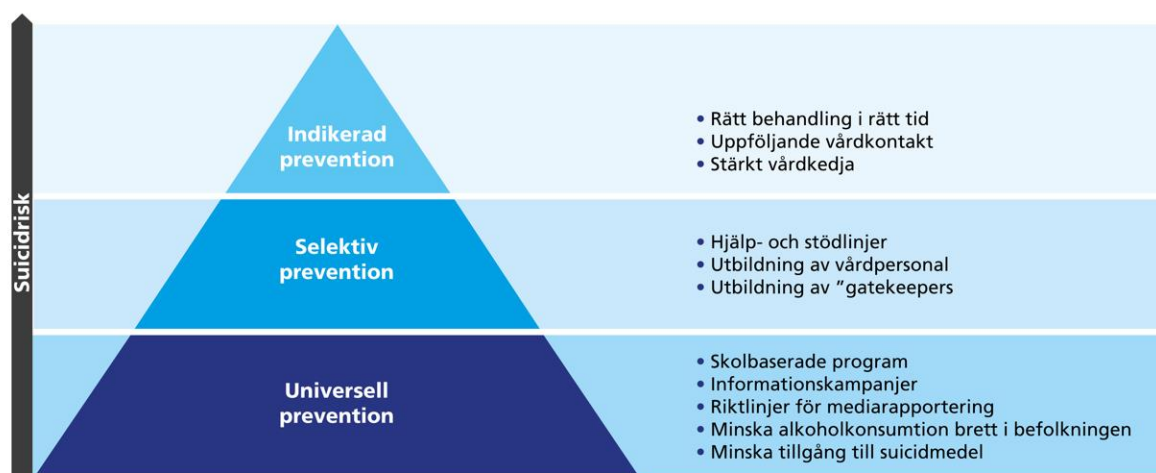 Suicidrisk
Indikerad
prevention
• Rätt behandling i rätt tid
• Uppföljande vårdkontakt
• Stärkt vårdkedja
Selektiv
prevention
• Hjälp- och stödlinjer
• Utbildning av vårdpersonal
• Utbildning av ”gatekeepers
Universell
prevention
• Skolbaserade program
• Informationskampanjer
• Riktlinjer för mediarapportering
• Minska alkoholkonsumtion brett i befolkningen
• Minska tillgång till suicidmedel